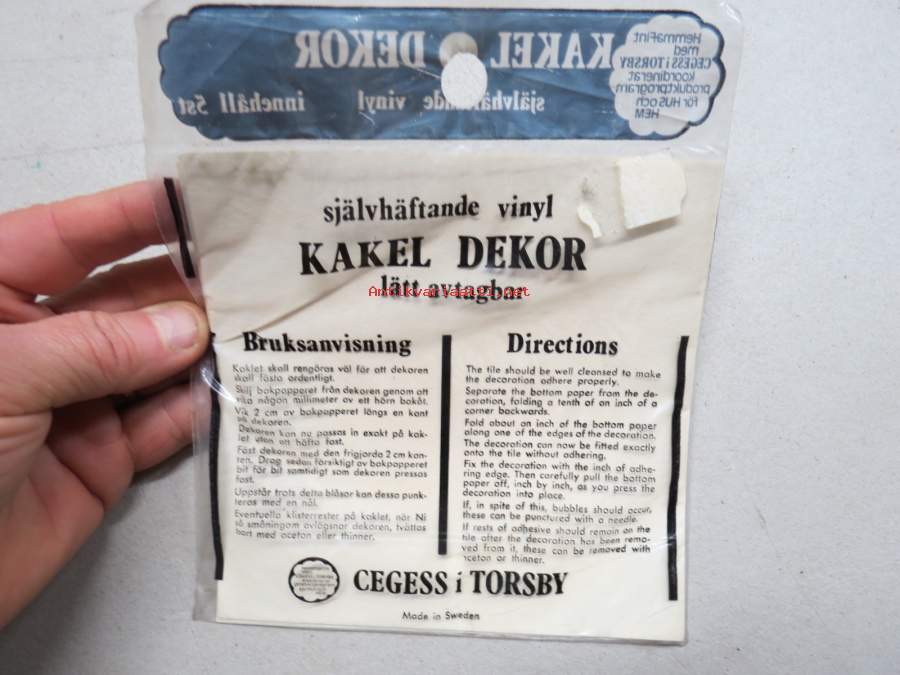 KAKEL DEKOR
självhäftande vinyl innehåll 5st
HemmaFint
med
CEGESS i TORSBY
koordinerat
produktprogram
för HUS och
HEM
självhäftande vinyl
KAKEL DEKOR
lätt avtagbar
Antikvariaatti.net
Bruksanvisning
Kaklet skall rengöras väl för att dekoren
skall fästa ordentligt.
Skilj bakpapperet från dekoren genom att
vika någon millimeter av ett hörn bakåt.
Vik 2 cm av bakpapperet längs en kant
på dekoren.
Dekoren kan nu passas in exakt på kak-
let utan att häfta fast.
Fäst dekoren med den frigjorda 2 cm kan-
ten. Drag sedan försiktigt av bakpapperet
bit för bit samtidigt som dekoren pressas
fast.
Uppstår trots detta blåsor kan dessa punk-
teras med en nål.
Eventuella klisterrester på kaklet, när Ni
så småningom avlägsnar dekoren, tvättas
bort med aceton eller thinner.
Directions
The tile should be well cleansed to make
the decoration adhere properly.
Separate the bottom paper from the de-
coration, folding a tenth of an inch of a
corner backwards.
Fold about an inch of the bottom paper
along one of the edges of the decoration.
The decoration can now be fitted exactly
onto the tile without adhering.
Fix the decoration with the inch of adhe-
ring edge. Then carefully pull the bottom
paper off, inch by inch, as you press the
decoration into place.
If, in spite of this, bubbles should occur,
these can be punctured with a needle.
If rests of adhesive should remain on the
tile after the decoration has been remo-
ved from it, these can be removed with
aceton or thinner.
CEGESS i TORSBY
Made in Sweden